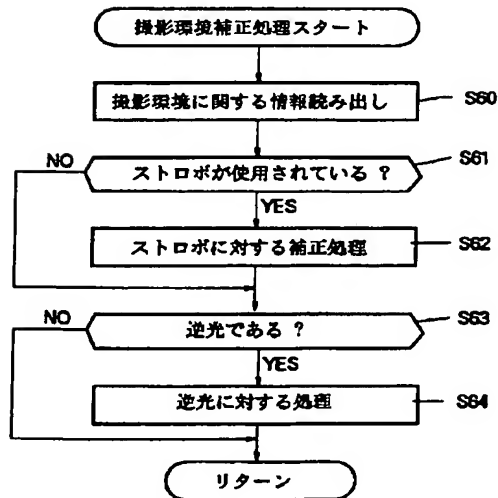 撮影環境補正処理スタート
撮影環境に関する情報読み出し
S60
ストロボが使用されている ?
S61
NO
YES
ストロボに対する補正処理
S62
逆光である ?
S63
NO
YES
逆光に対する処理
S64
リターン